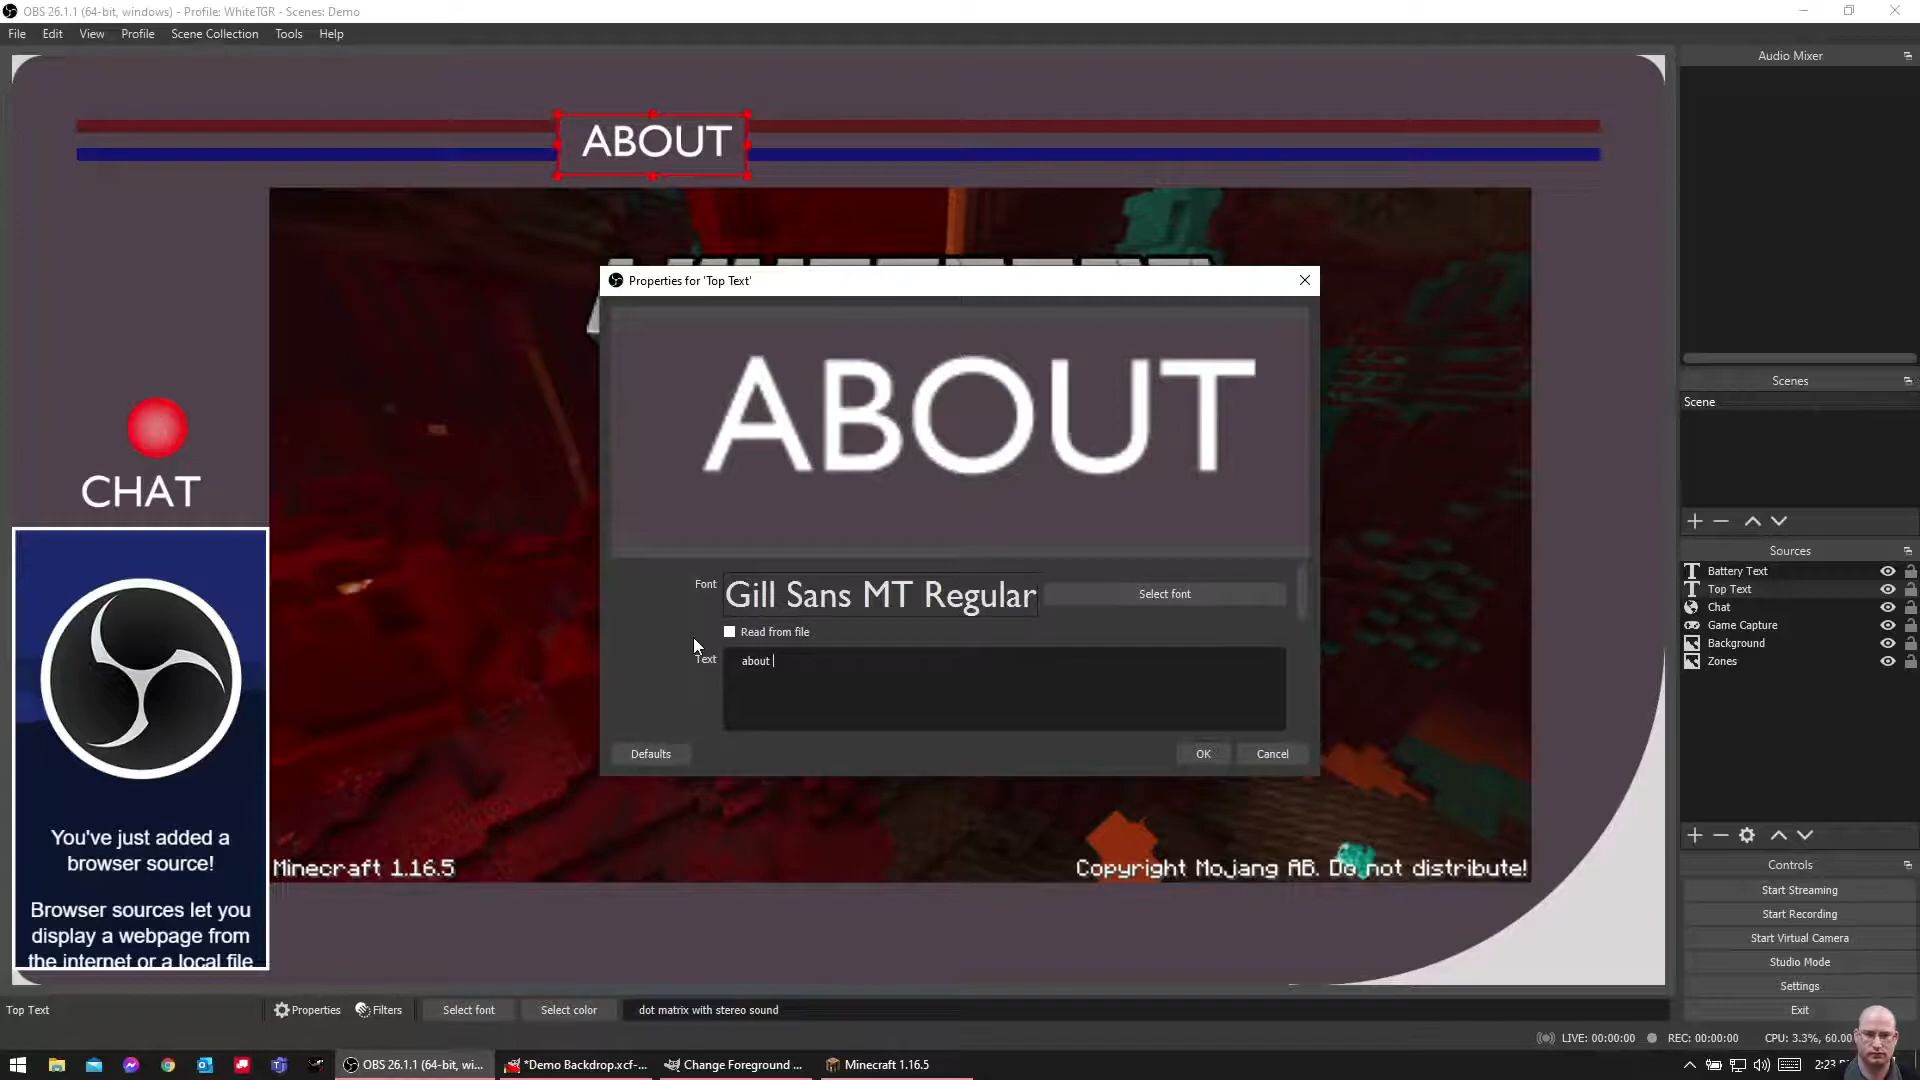 OBS 26.1.1 (64-bit, windows) - Profile: WhiteTGR - Scenes: Demo
File Edit View Profile Scene Collection Tools Help
Audio Mixer
ABOUT
Properties for 'Top Text'
ABOUT
Font Gill Sans MT Regular Select font
Read from file
Text about
Defaults OK Cancel
CHAT
You've just added a
browser source!
Browser sources let you
display a webpage from
the internet or a local file
Minecraft 1.16.5
Copyright Mojang AB. Do not distribute!
Scenes
Scene
Sources
Battery Text
Top Text
Chat
Game Capture
Background
Zones
Controls
Start Streaming
Start Recording
Start Virtual Camera
Studio Mode
Settings
Exit
Top Text Properties Filters Select font Select color dot matrix with stereo sound
LIVE: 00:00:00 REC: 00:00:00 CPU: 3.3%, 60.00
OBS 26.1.1 (64-bit, wi... *Demo Backdrop.xcf-... Change Foreground ... Minecraft 1.16.5 2:23